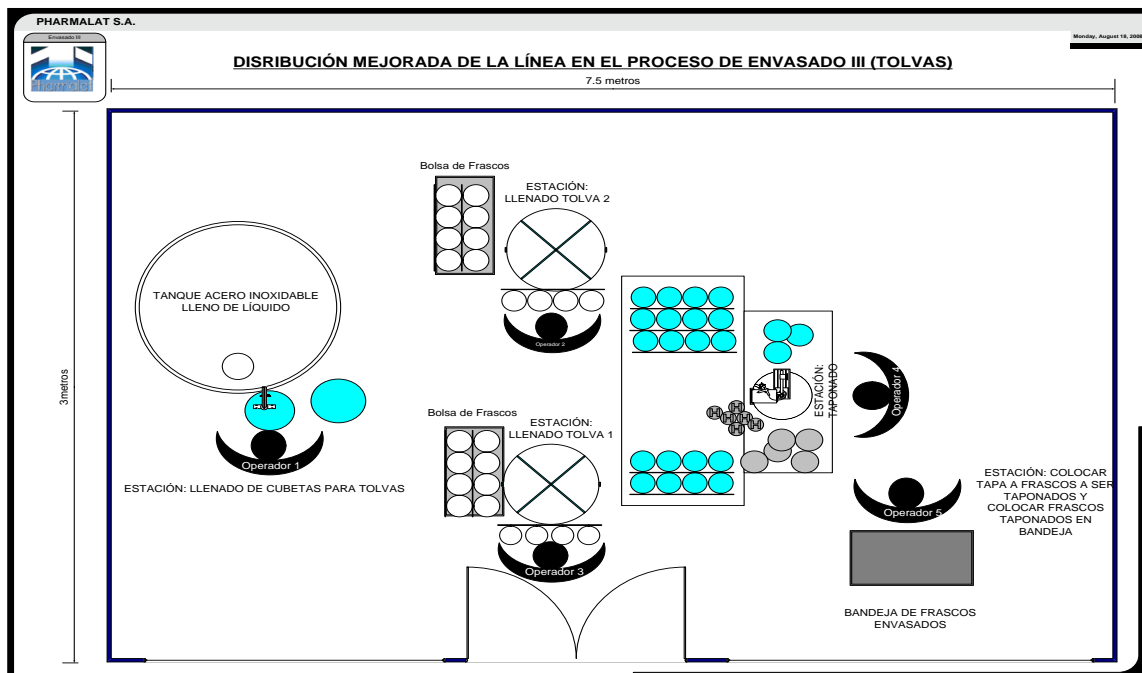 PHARMALAT S.A.
Envasado III
Monday, August 18, 2008
DISRIBUCIÓN MEJORADA DE LA LÍNEA EN EL PROCESO DE ENVASADO III (TOLVAS)
7.5 metros
3metros
Bolsa de Frascos
ESTACIÓN:
LLENADO TOLVA 2
TANQUE ACERO INOXIDABLE
LLENO DE LÍQUIDO
Operador 2
ESTACIÓN:
TAPONADO
Operador 4
Bolsa de Frascos
ESTACIÓN:
LLENADO TOLVA 1
Operador 1
ESTACIÓN: LLENADO DE CUBETAS PARA TOLVAS
Operador 3
Operador 5
ESTACIÓN: COLOCAR
TAPA A FRASCOS A SER
TAPONADOS Y
COLOCAR FRASCOS
TAPONADOS EN
BANDEJA
BANDEJA DE FRASCOS
ENVASADOS